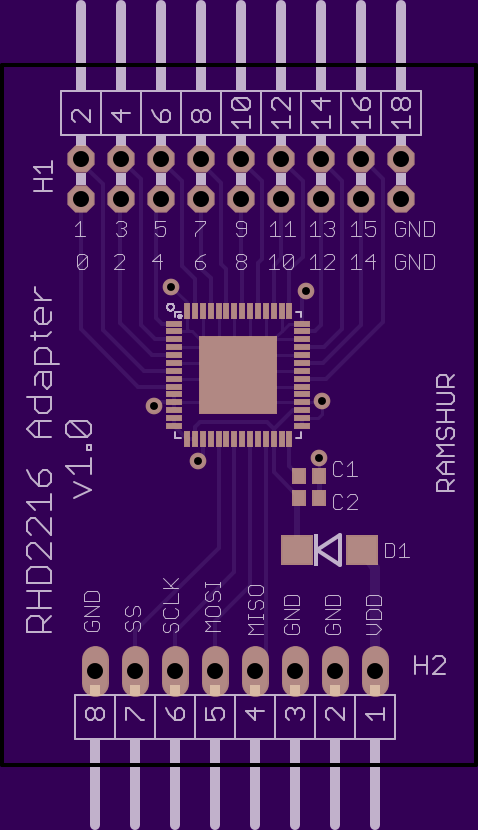 2 4 6 8 10 12 14 16 18
H1
1 3 5 7 9 11 13 15 GND
0 2 4 6 8 10 12 14 GND
RHD2216 Adapter
v1.0
RAMSHUR
C1
C2
D1
GND SS SCLK MOSI MISO GND GND VDD
H2
8 7 6 5 4 3 2 1